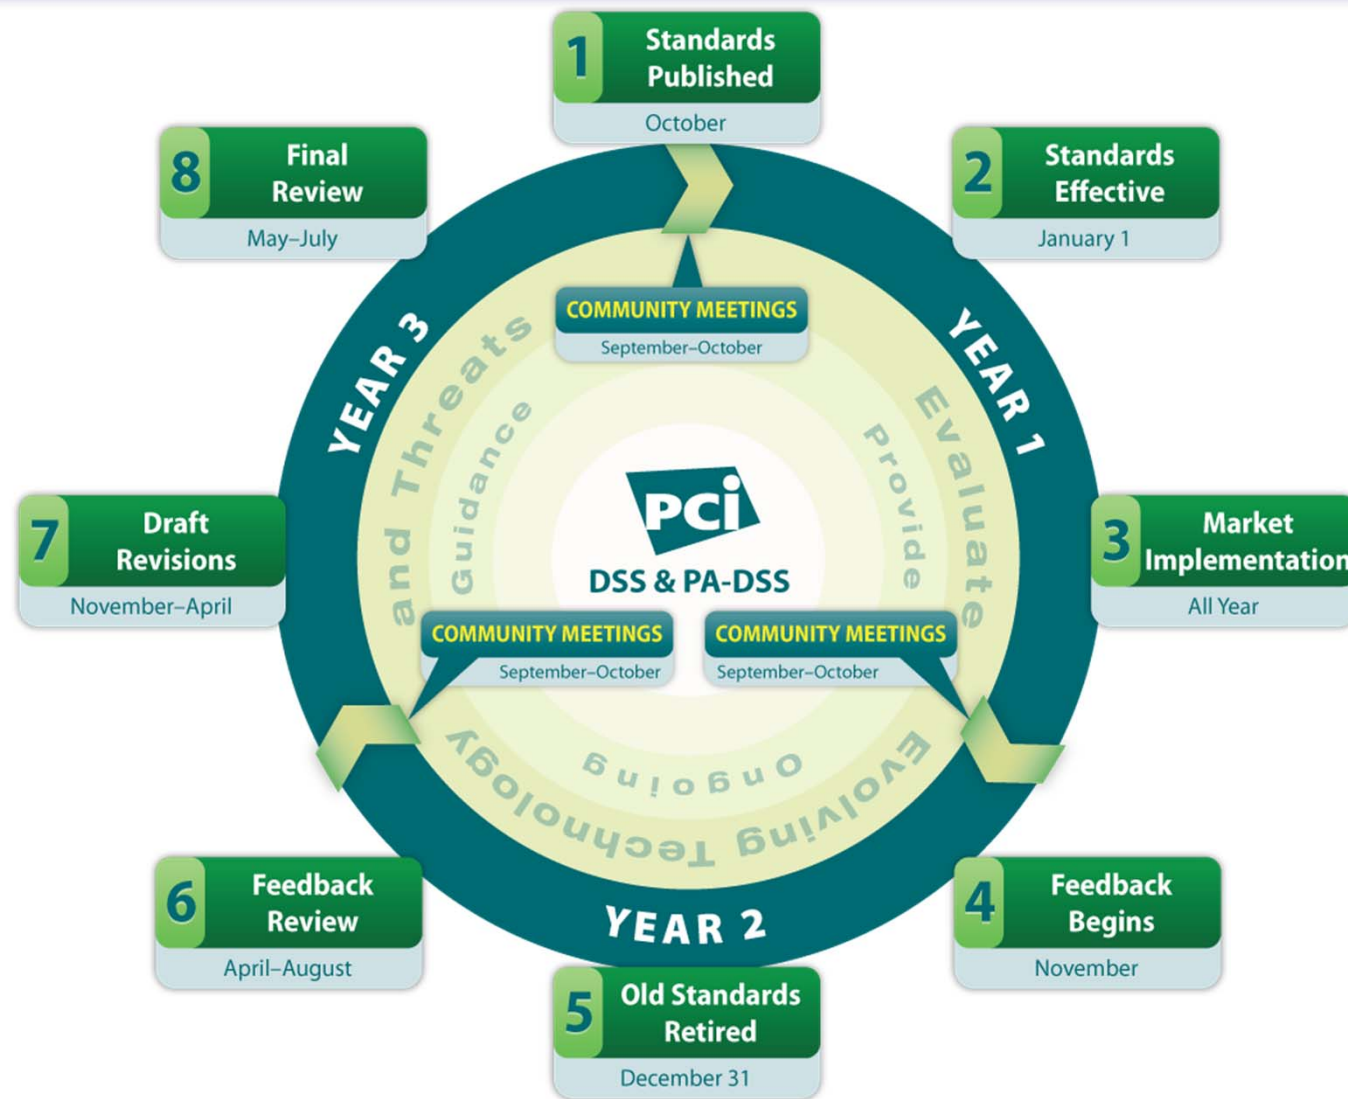 1
Standards
Published
October
2
Standards
Effective
January 1
3
Market
Implementation
All Year
4
Feedback
Begins
November
5
Old Standards
Retired
December 31
6
Feedback
Review
April–August
7
Draft
Revisions
November–April
8
Final
Review
May–July
YEAR 1
YEAR 2
YEAR 3
COMMUNITY MEETINGS
September–October
COMMUNITY MEETINGS
September–October
COMMUNITY MEETINGS
September–October
Evaluate
Evolving Technology
and Threats
Provide
Ongoing
Guidance
PCi
DSS & PA-DSS